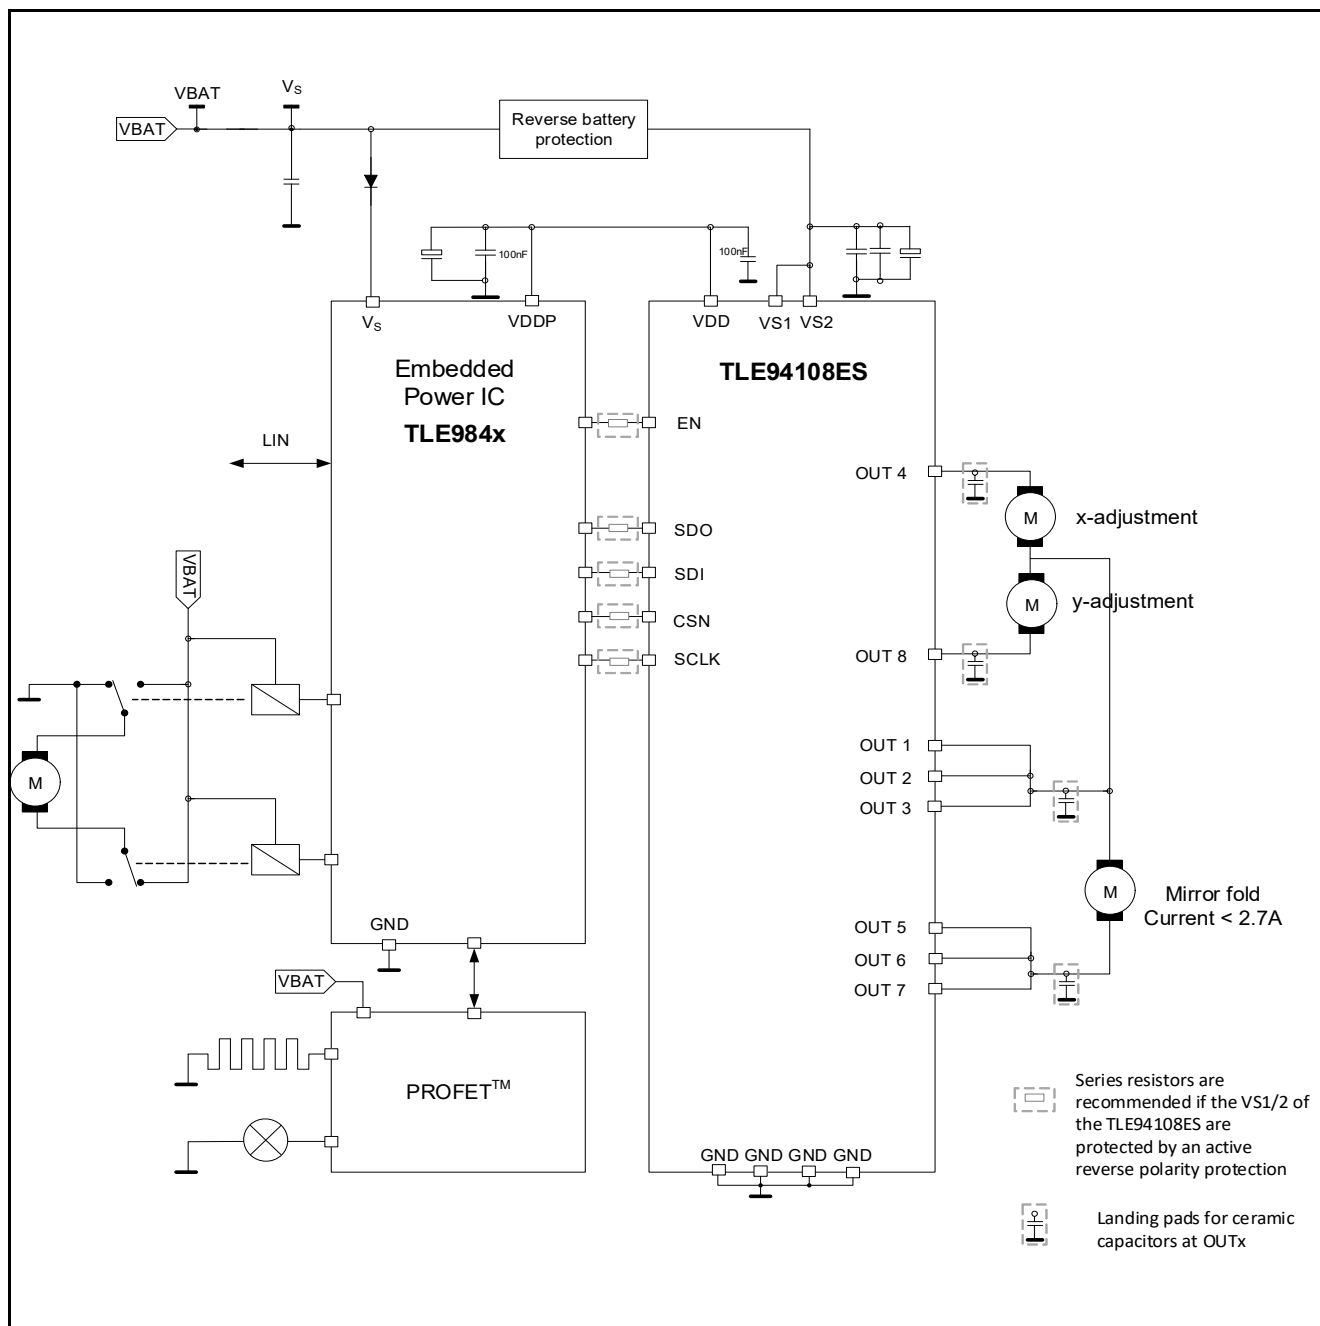 VBAT
V_S
VBAT
Reverse battery
protection
100nF
100nF
V_S
VDDP
VDD
VS1
VS2
Embedded
Power IC
TLE984x
TLE94108ES
EN
LIN
OUT 4
M
x-adjustment
SDO
SDI
CSN
SCLK
M
y-adjustment
OUT 8
VBAT
M
OUT 1
OUT 2
OUT 3
M
Mirror fold
Current < 2.7A
GND
OUT 5
OUT 6
OUT 7
VBAT
PROFET™
GND
GND
GND
GND
Series resistors are
recommended if the VS1/2 of
the TLE94108ES are
protected by an active
reverse polarity protection
Landing pads for ceramic
capacitors at OUTx